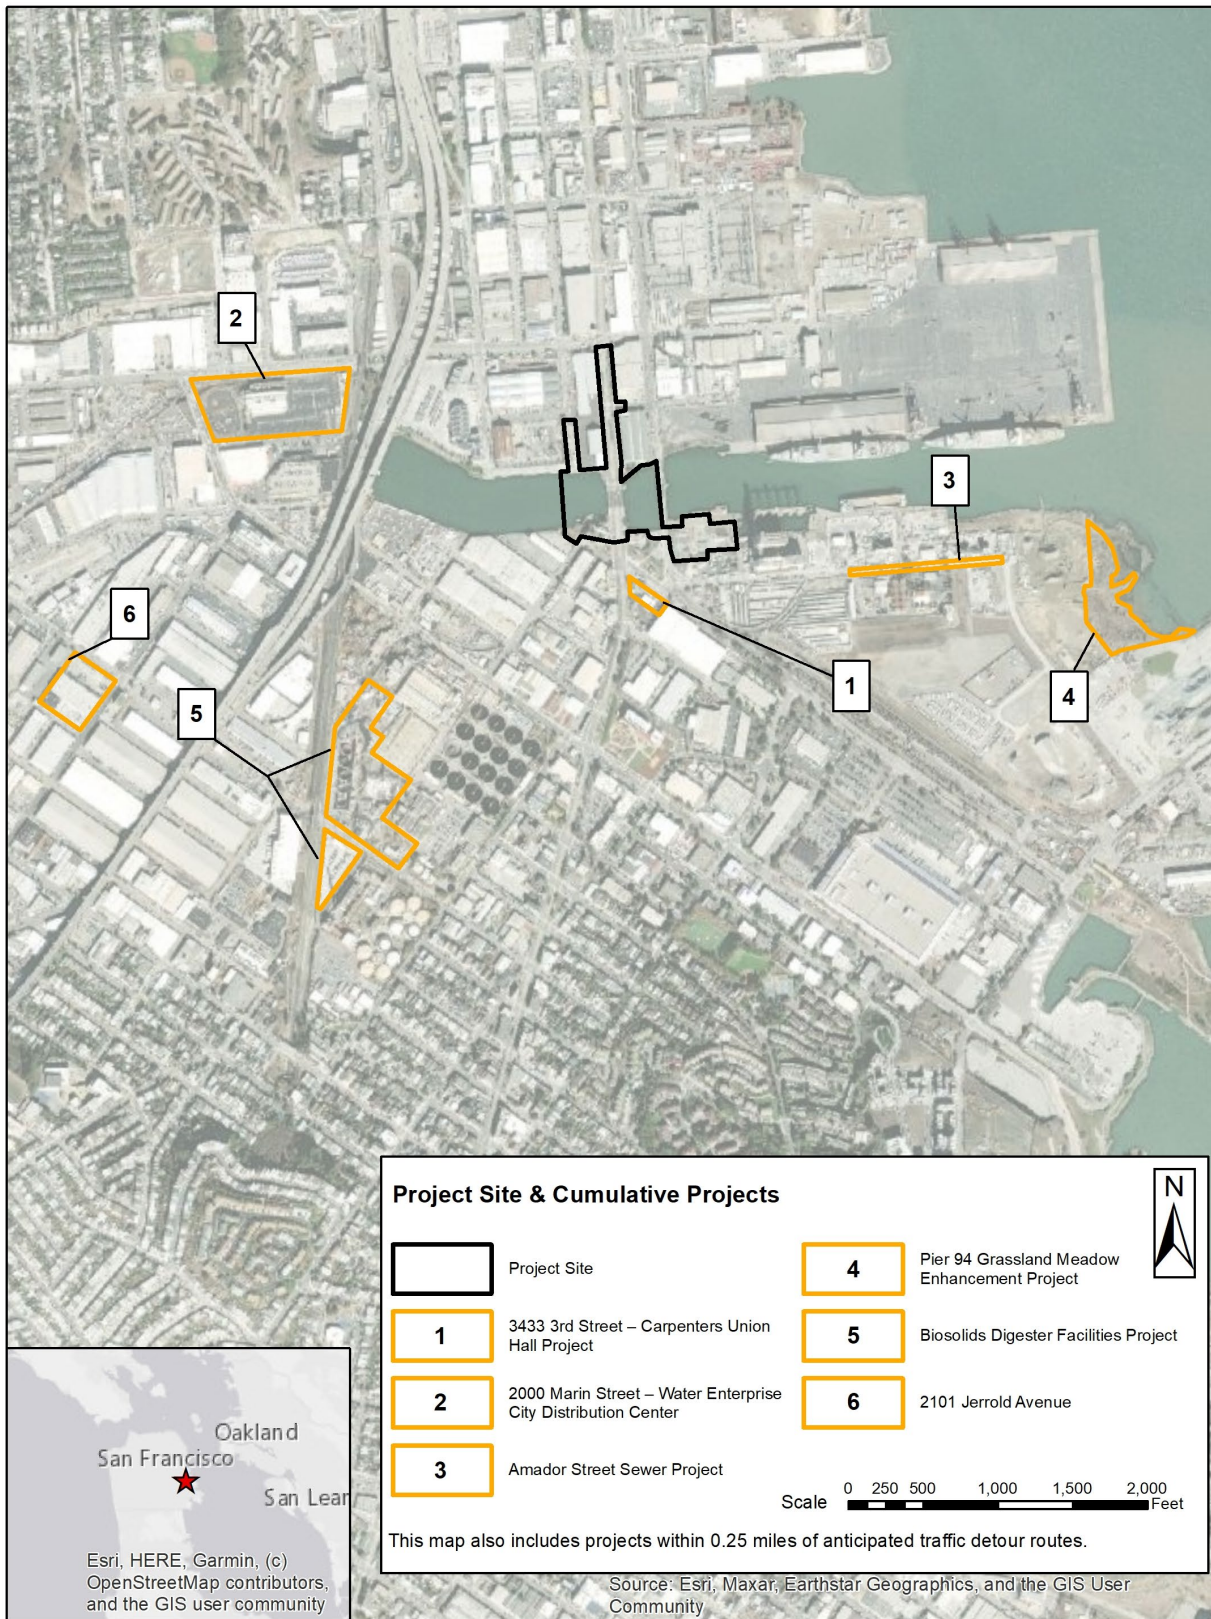 2
3
6
1
4
5
Project Site & Cumulative Projects
N
Project Site
1
3433 3rd Street – Carpenters Union
Hall Project
2
2000 Marin Street – Water Enterprise
City Distribution Center
3
Amador Street Sewer Project
4
Pier 94 Grassland Meadow
Enhancement Project
5
Biosolids Digester Facilities Project
6
2101 Jerrold Avenue
Scale
0 250 500 1,000 1,500 2,000
Feet
This map also includes projects within 0.25 miles of anticipated traffic detour routes.
Oakland
San Francisco
San Lear
Esri, HERE, Garmin, (c)
OpenStreetMap contributors,
and the GIS user community
Source: Esri, Maxar, Earthstar Geographics, and the GIS User
Community